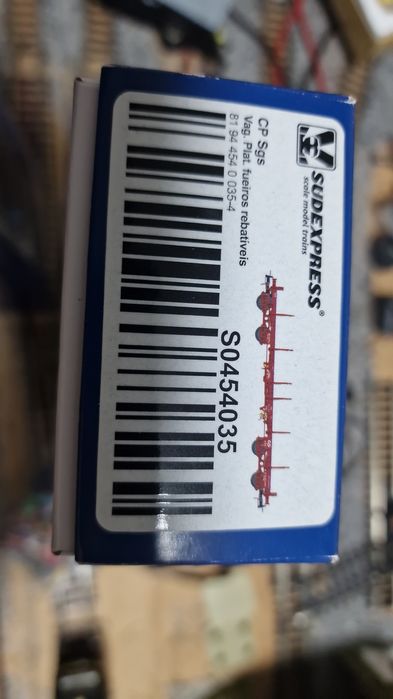 SUDEXPRESS®
scale model trains
CP Sgs
Vag. Plat. fueiros rebatíveis
81 94 454 0 035-4
S0454035